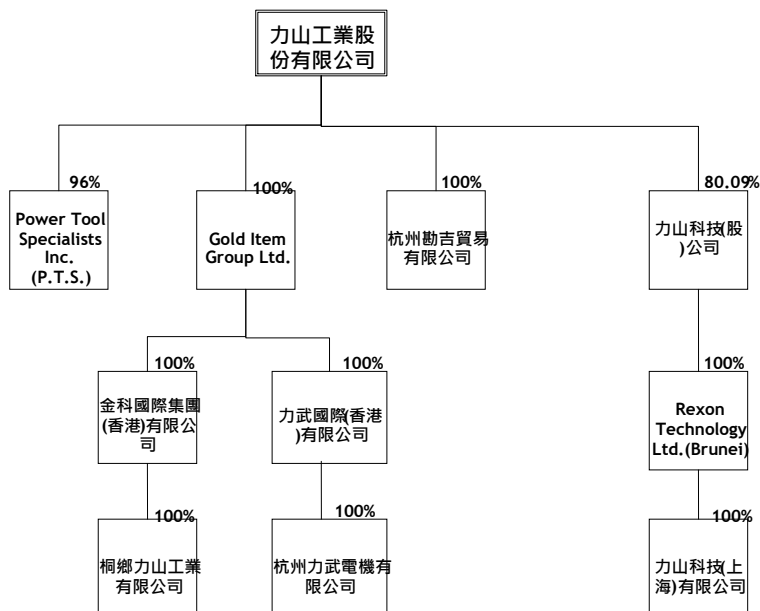 力山工業股
份有限公司
96%
100%
100%
80.09%
Power Tool
Specialists
Inc.
(P.T.S.)
Gold Item
Group Ltd.
杭州勘吉貿易
有限公司
力山科技(股
)公司
100%
100%
100%
金科國際集團
(香港)有限公
司
力武國際(香港
)有限公司
Rexon
Technology
Ltd.(Brunei)
100%
100%
100%
桐鄉力山工業
有限公司
杭州力武電機有
限公司
力山科技(上
海)有限公司